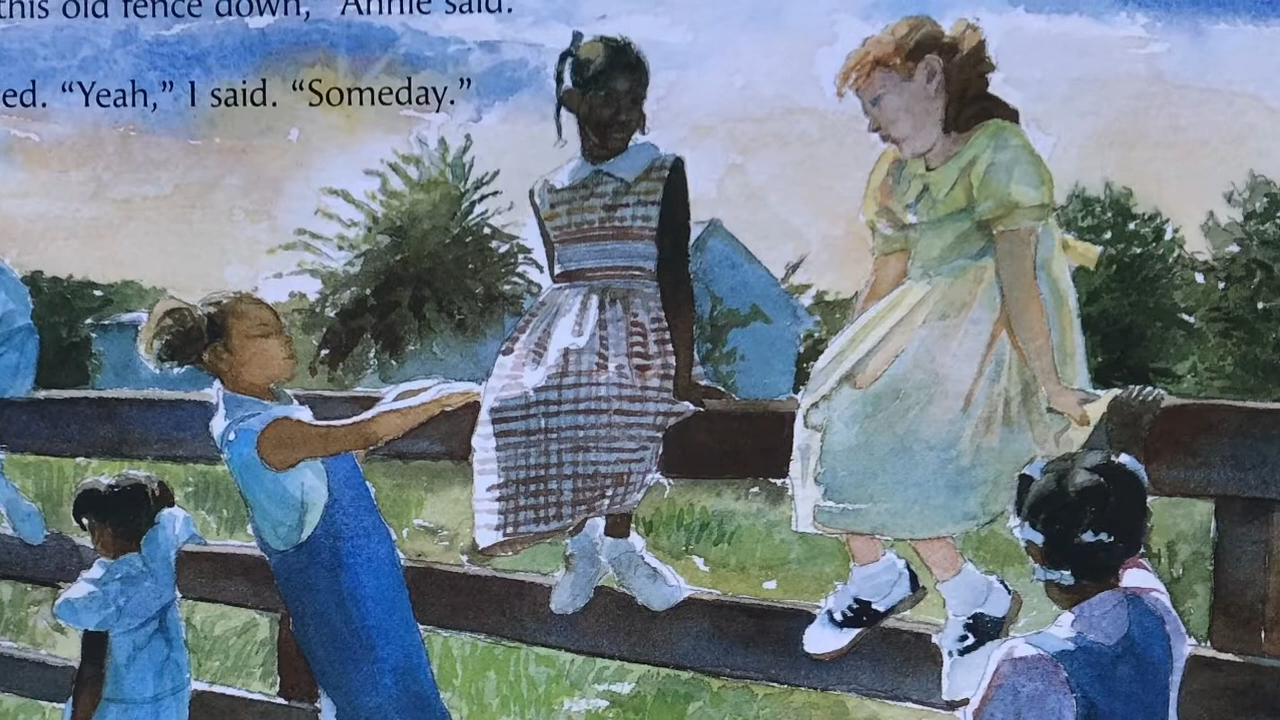 this old fence down," Annie said.
ed. “Yeah,” I said. “Someday.”